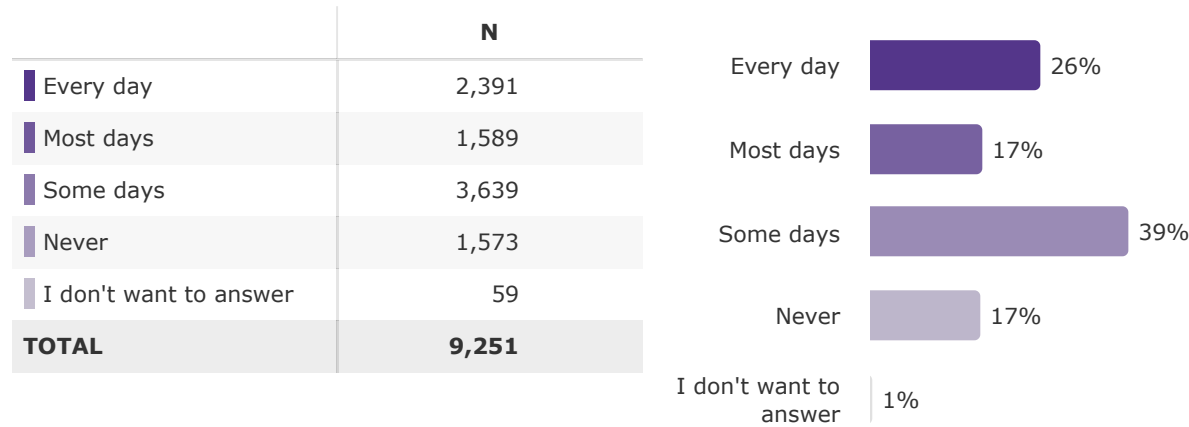 N
Every day 2,391
Most days 1,589
Some days 3,639
Never 1,573
I don't want to answer 59
TOTAL 9,251
Every day 26%
Most days 17%
Some days 39%
Never 17%
I don't want to
answer 1%